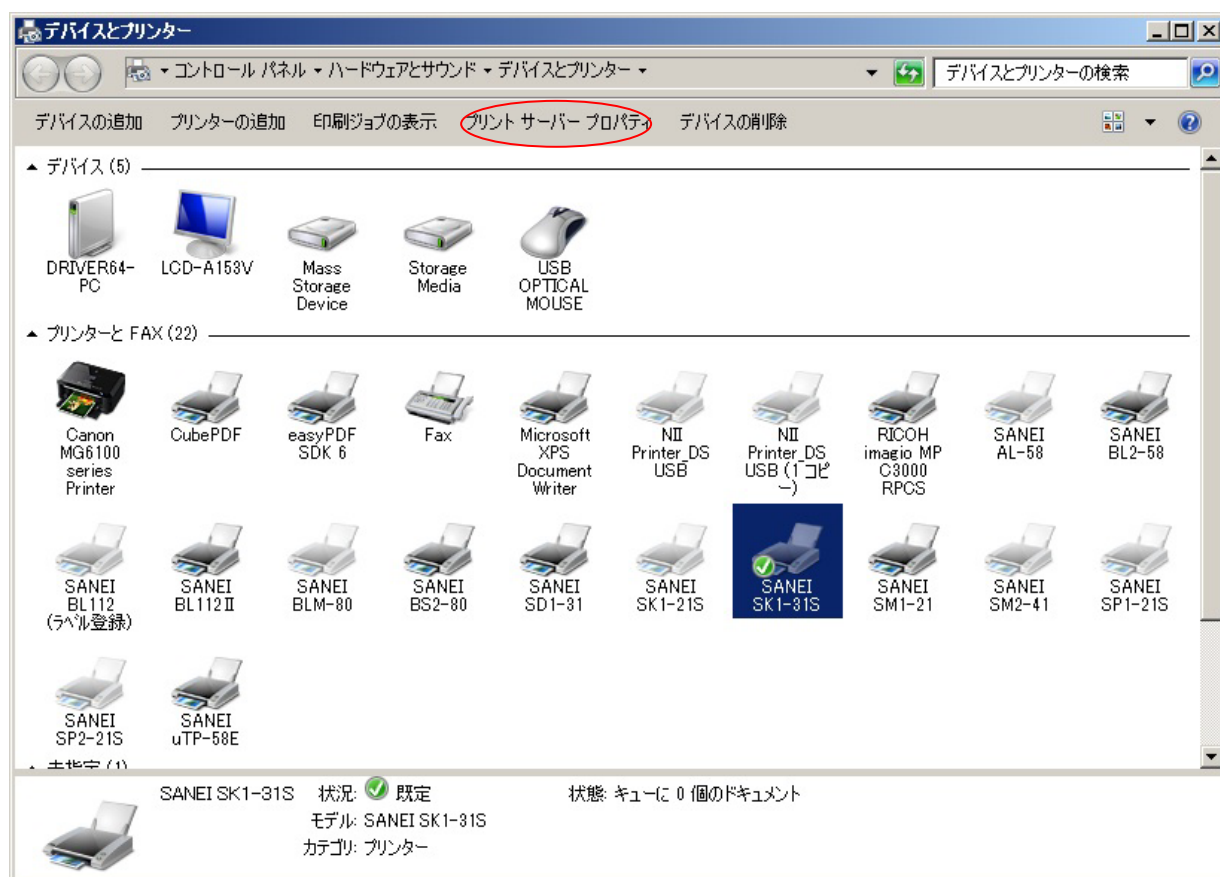 デバイスとプリンター
コントロール パネル ハードウェアとサウンド デバイスとプリンター デバイスとプリンターの検索
デバイスの追加 プリンターの追加 印刷ジョブの表示 プリント サーバー プロパティ デバイスの削除
デバイス (5)
DRIVER64-
PC
LCD-A153V
Mass
Storage
Device
Storage
Media
USB
OPTICAL
MOUSE
プリンターと FAX (22)
Canon
MG6100
series
Printer
CubePDF
easyPDF
SDK 6
Fax
Microsoft
XPS
Document
Writer
NII
Printer_DS
USB
NII
Printer_DS
USB (1 コピ
ー)
RICOH
imagio MP
C3000
RPCS
SANEI
AL-58
SANEI
BL2-58
SANEI
BL112
(ラベル登録)
SANEI
BL112Ⅱ
SANEI
BLM-80
SANEI
BS2-80
SANEI
SD1-31
SANEI
SK1-21S
SANEI
SK1-31S
SANEI
SM1-21
SANEI
SM2-41
SANEI
SP1-21S
SANEI
SP2-21S
SANEI
uTP-58E
未指定 (1)
SANEI SK1-31S 状況: 既定 状態: キューに 0 個のドキュメント
モデル: SANEI SK1-31S
カテゴリ: プリンター